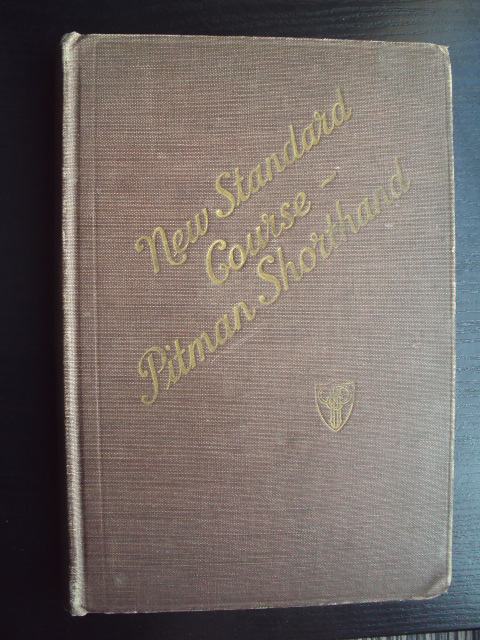 New Standard
Course -
Pitman Shorthand